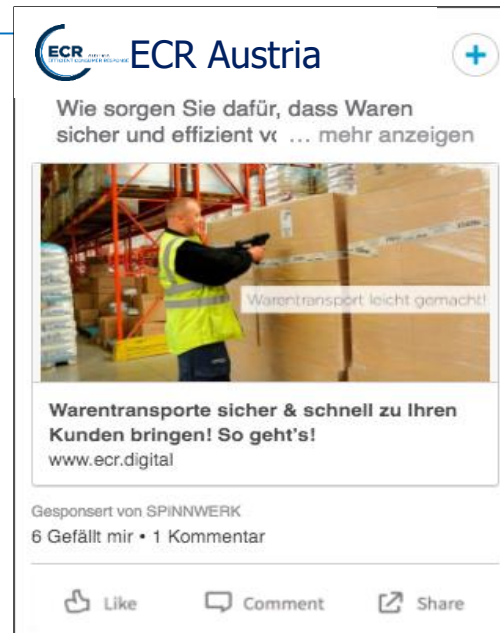 ECR
ECR Austria
Wie sorgen Sie dafür, dass Waren
sicher und effizient vo … mehr anzeigen
Warentransport leicht gemacht!
Warentransporte sicher & schnell zu Ihren
Kunden bringen! So geht's!
www.ecr.digital
Gesponsert von SPiNNWERK
6 Gefällt mir • 1 Kommentar
Like
Comment
Share